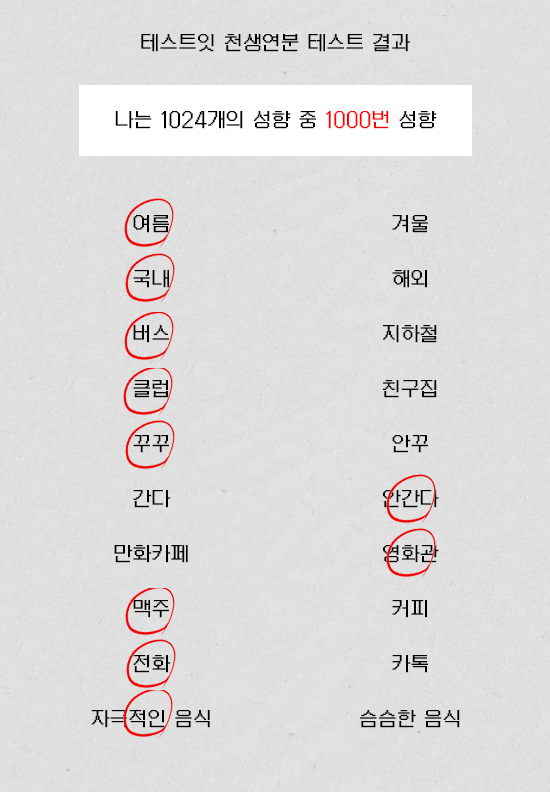 테스트잇 천생연분 테스트 결과
나는 1024개의 성향 중 1000번 성향
여름 겨울
국내 해외
버스 지하철
클럽 친구집
꾸꾸 안꾸
간다 안간다
만화카페 영화관
맥주 커피
전화 카톡
자극적인 음식 슴슴한 음식